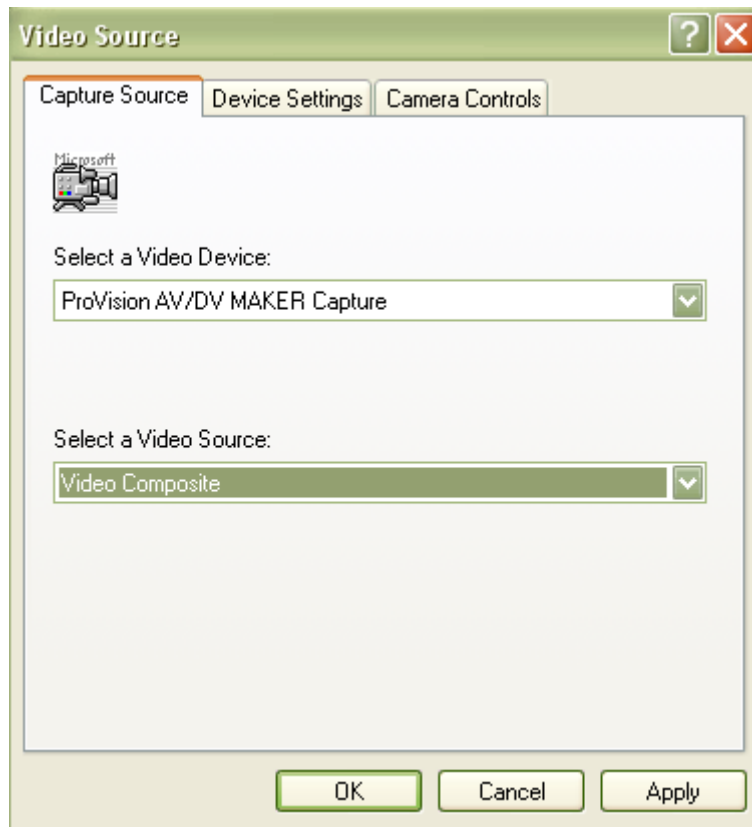 Video Source
Capture Source Device Settings Camera Controls
Microsoft
Select a Video Device:
ProVision AV/DV MAKER Capture
Select a Video Source:
Video Composite
OK Cancel Apply